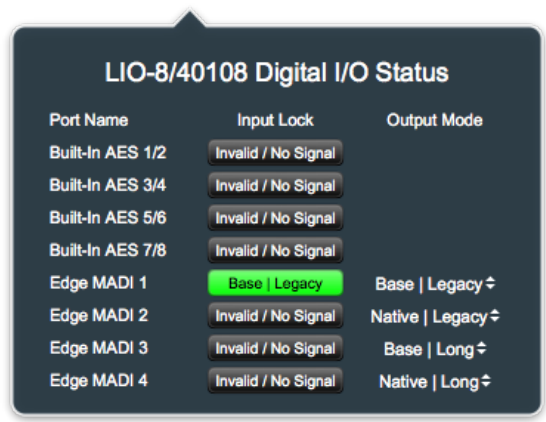 LIO-8/40108 Digital I/O Status
Port Name Input Lock Output Mode
Built-In AES 1/2 Invalid / No Signal
Built-In AES 3/4 Invalid / No Signal
Built-In AES 5/6 Invalid / No Signal
Built-In AES 7/8 Invalid / No Signal
Edge MADI 1 Base | Legacy Base | Legacy
Edge MADI 2 Invalid / No Signal Native | Legacy
Edge MADI 3 Invalid / No Signal Base | Long
Edge MADI 4 Invalid / No Signal Native | Long